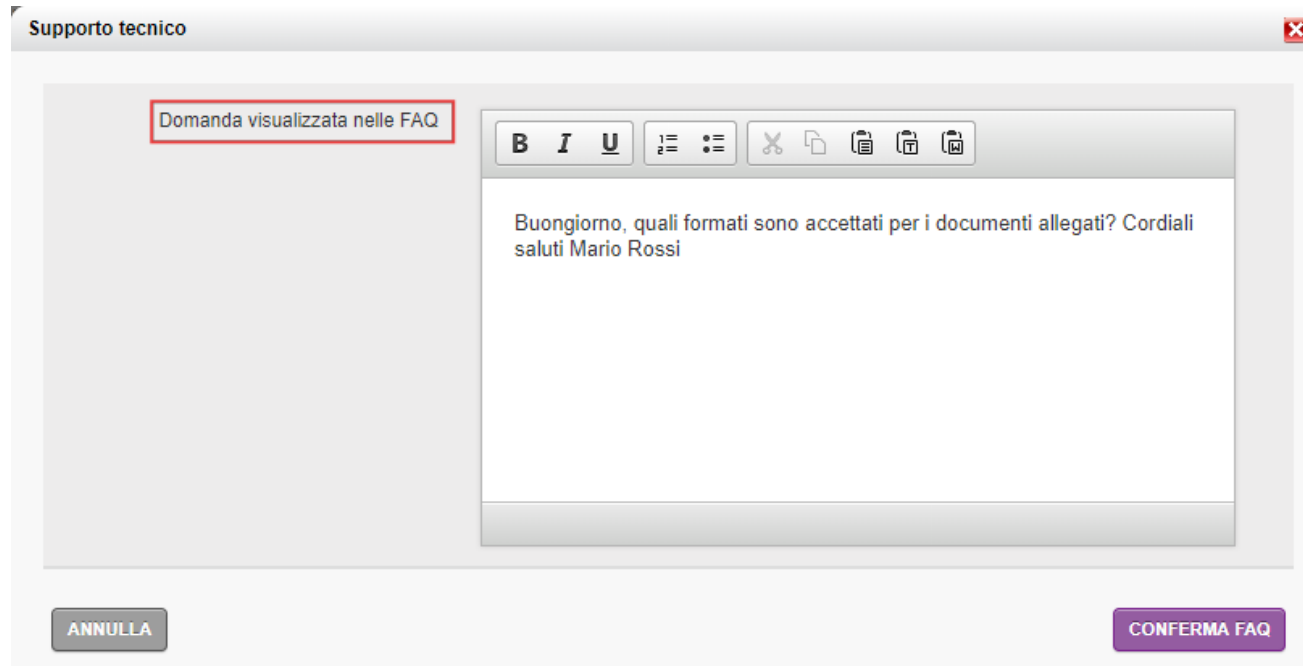 Supporto tecnico
Domanda visualizzata nelle FAQ
B I U
Buongiorno, quali formati sono accettati per i documenti allegati? Cordiali
saluti Mario Rossi
ANNULLA
CONFERMA FAQ